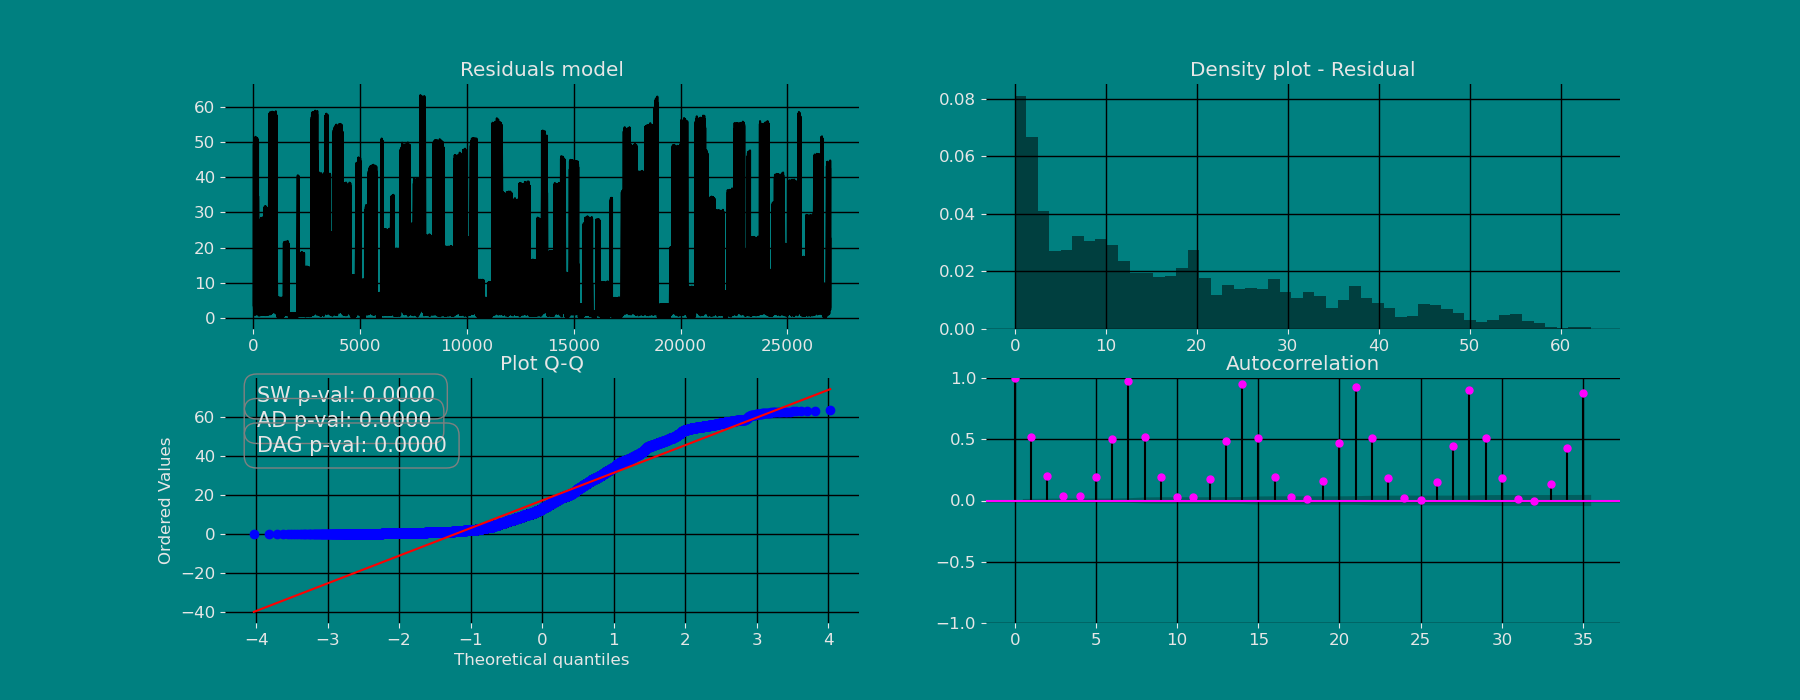 Residuals model
60
50
40
30
20
10
0
0 5000 10000 15000 20000 25000
Density plot - Residual
0.08
0.06
0.04
0.02
0.00
0 10 20 30 40 50 60
Plot Q-Q
SW p-val: 0.0000
AD p-val: 0.0000
DAG p-val: 0.0000
Ordered Values
60
40
20
0
−20
−40
−4 −3 −2 −1 0 1 2 3 4
Theoretical quantiles
Autocorrelation
1.0
0.5
0.0
−0.5
−1.0
0 5 10 15 20 25 30 35